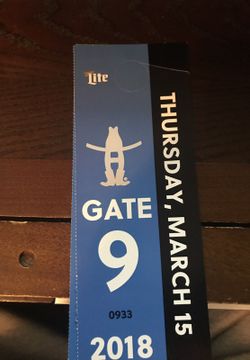 Lite
GATE
9
0933
2018
THURSDAY, MARCH 15